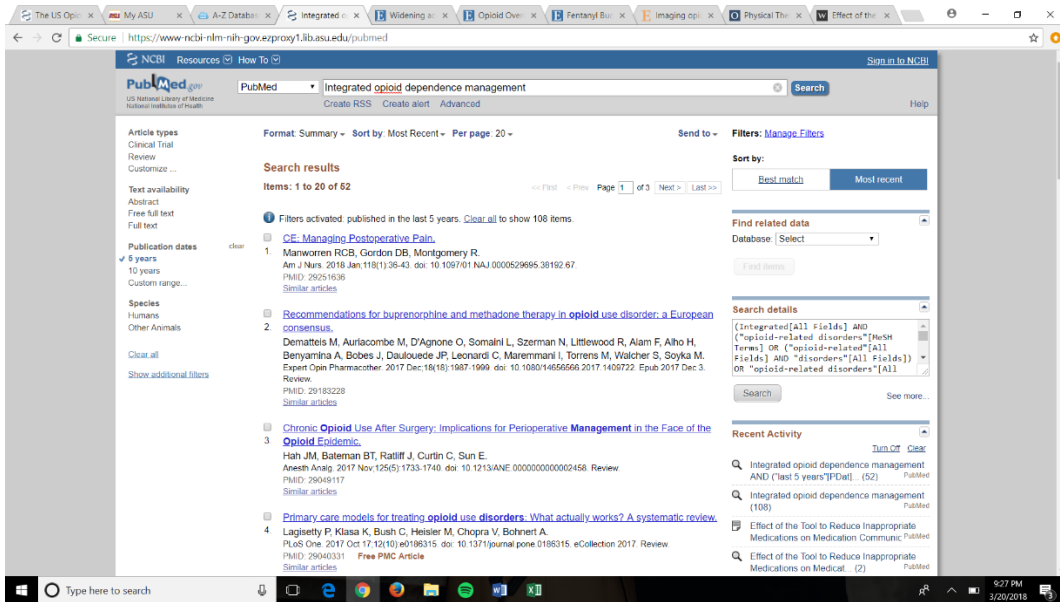 The US Opic
My ASU
A-Z Databas
Integrated o
Widening a
Opioid Over
Fentanyl Buc
Imaging opi
Physical The
Effect of the
Secure | https://www-ncbi-nlm-nih-gov.ezproxy1.lib.asu.edu/pubmed
NCBI Resources How To Sign in to NCBI
PubMed.gov
US National Library of Medicine
National Institutes of Health
PubMed Integrated opioid dependence management Search
Create RSS Create alert Advanced Help
Article types
Clinical Trial
Review
Customize ...
Text availability
Abstract
Free full text
Full text
Publication dates clear
5 years
10 years
Custom range...
Species
Humans
Other Animals
Clear all
Show additional filters
Format: Summary Sort by: Most Recent Per page: 20 Send to
Search results
Items: 1 to 20 of 52 << First < Prev Page 1 of 3 Next > Last >>
Filters activated: published in the last 5 years. Clear all to show 108 items.
CE: Managing Postoperative Pain.
1. Manworren RCB, Gordon DB, Montgomery R.
Am J Nurs. 2018 Jan;118(1):36-43. doi: 10.1097/01.NAJ.0000529695.38192.67.
PMID: 29251636
Similar articles
Recommendations for buprenorphine and methadone therapy in opioid use disorder: a European
2. consensus.
Dematteis M, Auriacombe M, D'Agnone O, Somaini L, Szerman N, Littlewood R, Alam F, Alho H,
Benyamina A, Bobes J, Daulouede JP, Leonardi C, Maremmani I, Torrens M, Walcher S, Soyka M.
Expert Opin Pharmacother. 2017 Dec;18(18):1987-1999. doi: 10.1080/14656566.2017.1409722. Epub 2017 Dec 3.
Review.
PMID: 29183228
Similar articles
Chronic Opioid Use After Surgery: Implications for Perioperative Management in the Face of the
3. Opioid Epidemic.
Hah JM, Bateman BT, Ratliff J, Curtin C, Sun E.
Anesth Analg. 2017 Nov;125(5):1733-1740. doi: 10.1213/ANE.0000000000002458. Review.
PMID: 29049117
Similar articles
Primary care models for treating opioid use disorders: What actually works? A systematic review.
4. Lagisetty P, Klasa K, Bush C, Heisler M, Chopra V, Bohnert A.
PLoS One. 2017 Oct 17;12(10):e0186315. doi: 10.1371/journal.pone.0186315. eCollection 2017. Review.
PMID: 29040331 Free PMC Article
Similar articles
Filters: Manage Filters
Sort by:
Best match Most recent
Find related data
Database: Select
Find items
Search details
(Integrated[All Fields] AND
("opioid-related disorders"[MeSH
Terms] OR ("opioid-related"[All
Fields] AND "disorders"[All Fields])
OR "opioid-related disorders"[All
Search See more...
Recent Activity
Turn Off Clear
Integrated opioid dependence management
AND ("last 5 years"[PDat]... (52) PubMed
Integrated opioid dependence management
(108) PubMed
Effect of the Tool to Reduce Inappropriate
Medications on Medication Communic PubMed
Effect of the Tool to Reduce Inappropriate
Medications on Medicat... (2) PubMed
Type here to search
9:27 PM
3/20/2018